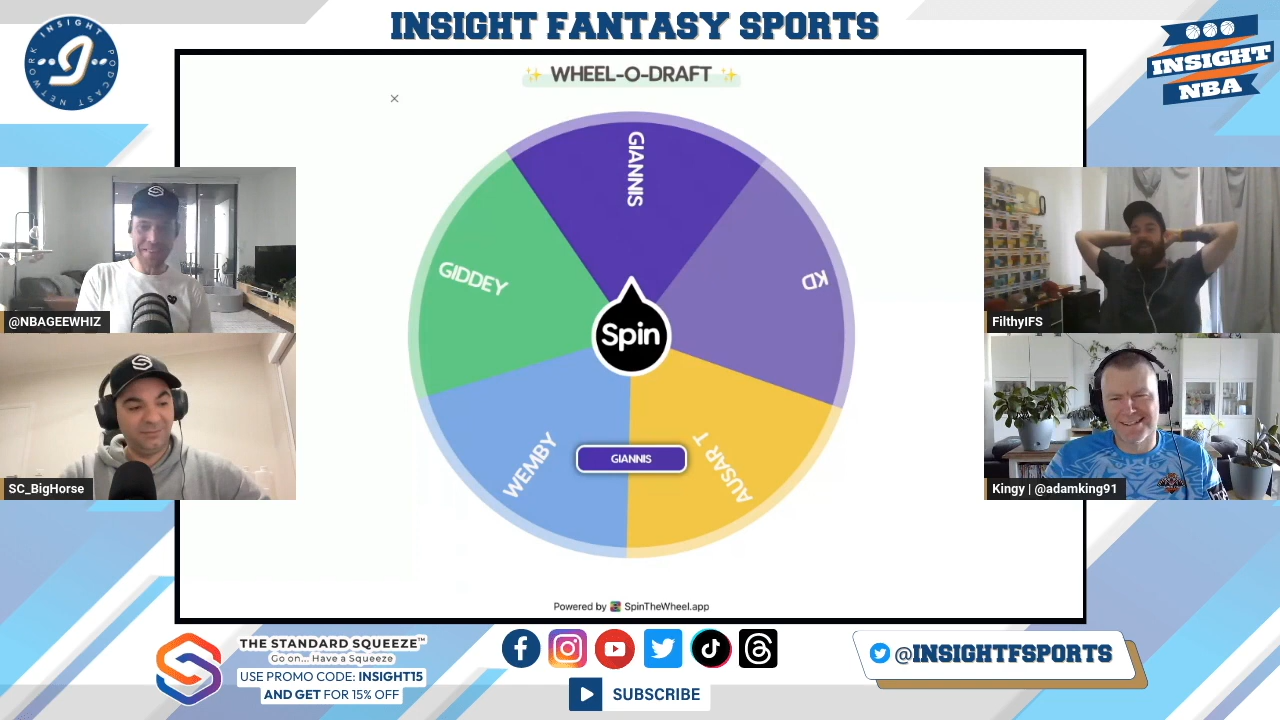 INSIGHT FANTASY SPORTS
INSIGHT
PODCAST NETWORK
INSIGHT
NBA
✨ WHEEL-O-DRAFT ✨
×
GIANNIS
KD
AUSAR T
WEMBY
GIDDEY
Spin
GIANNIS
Powered by SpinTheWheel.app
@NBAGEEWHIZ
SC_BigHorse
FilthyIFS
Kingy | @adamking91
THE STANDARD SQUEEZE™
Go on... Have a Squeeze
USE PROMO CODE: INSIGHT15
AND GET FOR 15% OFF
SUBSCRIBE
@INSIGHTFSPORTS